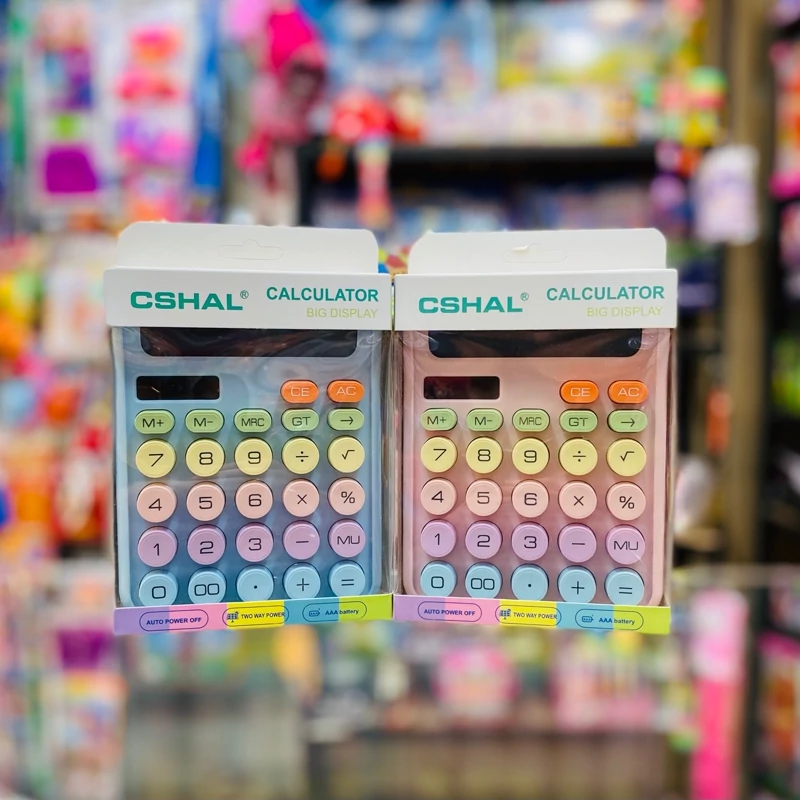 CSHAL® CALCULATOR
BIG DISPLAY
CE AC
M+ M- MRC GT →
7 8 9 ÷ √
4 5 6 × %
1 2 3 − MU
0 00 · + =
AUTO POWER OFF TWO WAY POWER AAA battery
CSHAL® CALCULATOR
BIG DISPLAY
CE AC
M+ M- MRC GT →
7 8 9 ÷ √
4 5 6 × %
1 2 3 − MU
0 00 · + =
AUTO POWER OFF TWO WAY POWER AAA battery